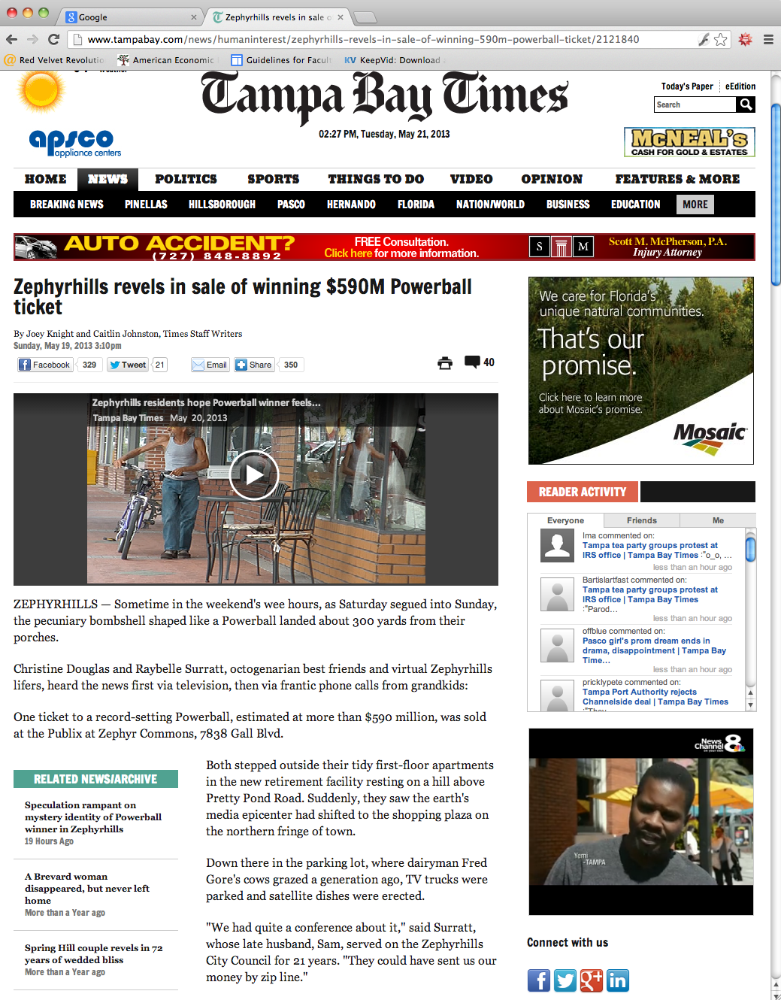 Google
Zephyrhills revels in sale o
www.tampabay.com/news/humaninterest/zephyrhills-revels-in-sale-of-winning-590m-powerball-ticket/2121840
Red Velvet Revolutio
American Economic
Guidelines for Facult
KV KeepVid: Download
Weather
Tampa Bay Times
Today's Paper
eEdition
Search
02:27 PM, Tuesday, May 21, 2013
apsco
appliance centers
McNEAL's
CASH FOR GOLD & ESTATES
HOME NEWS POLITICS SPORTS THINGS TO DO VIDEO OPINION FEATURES & MORE
BREAKING NEWS PINELLAS HILLSBOROUGH PASCO HERNANDO FLORIDA NATION/WORLD BUSINESS EDUCATION MORE
AUTO ACCIDENT?
(727) 848-8892
FREE Consultation.
Click here for more information.
S M
Scott M. McPherson, P.A.
Injury Attorney
Zephyrhills revels in sale of winning $590M Powerball
ticket
By Joey Knight and Caitlin Johnston, Times Staff Writers
Sunday, May 19, 2013 3:10pm
Facebook 329 Tweet 21 Email Share 350 40
Zephyrhills residents hope Powerball winner feels...
Tampa Bay Times May 20, 2013
ZEPHYRHILLS — Sometime in the weekend's wee hours, as Saturday segued into Sunday,
the pecuniary bombshell shaped like a Powerball landed about 300 yards from their
porches.
Christine Douglas and Raybelle Surratt, octogenarian best friends and virtual Zephyrhills
lifers, heard the news first via television, then via frantic phone calls from grandkids:
One ticket to a record-setting Powerball, estimated at more than $590 million, was sold
at the Publix at Zephyr Commons, 7838 Gall Blvd.
RELATED NEWS/ARCHIVE
Speculation rampant on
mystery identity of Powerball
winner in Zephyrhills
19 Hours Ago
A Brevard woman
disappeared, but never left
home
More than a Year ago
Spring Hill couple revels in 72
years of wedded bliss
More than a Year ago
Both stepped outside their tidy first-floor apartments
in the new retirement facility resting on a hill above
Pretty Pond Road. Suddenly, they saw the earth's
media epicenter had shifted to the shopping plaza on
the northern fringe of town.
Down there in the parking lot, where dairyman Fred
Gore's cows grazed a generation ago, TV trucks were
parked and satellite dishes were erected.
"We had quite a conference about it," said Surratt,
whose late husband, Sam, served on the Zephyrhills
City Council for 21 years. "They could have sent us our
money by zip line."
We care for Florida's
unique natural communities.
That's our
promise.
Click here to learn more
about Mosaic's promise.
Mosaic
READER ACTIVITY
Everyone Friends Me
Ima commented on:
Tampa tea party groups protest at
IRS office | Tampa Bay Times :"o_o, ...
less than an hour ago
Bartislartfast commented on:
Tampa tea party groups protest at
IRS office | Tampa Bay Times
:"Parod...
less than an hour ago
offblue commented on:
Pasco girl's prom dream ends in
drama, disappointment | Tampa Bay
Time...
less than an hour ago
pricklypete commented on:
Tampa Port Authority rejects
Channelside deal | Tampa Bay Times
:"They
News
Channel 8
on your side
Yemi
-TAMPA
Connect with us